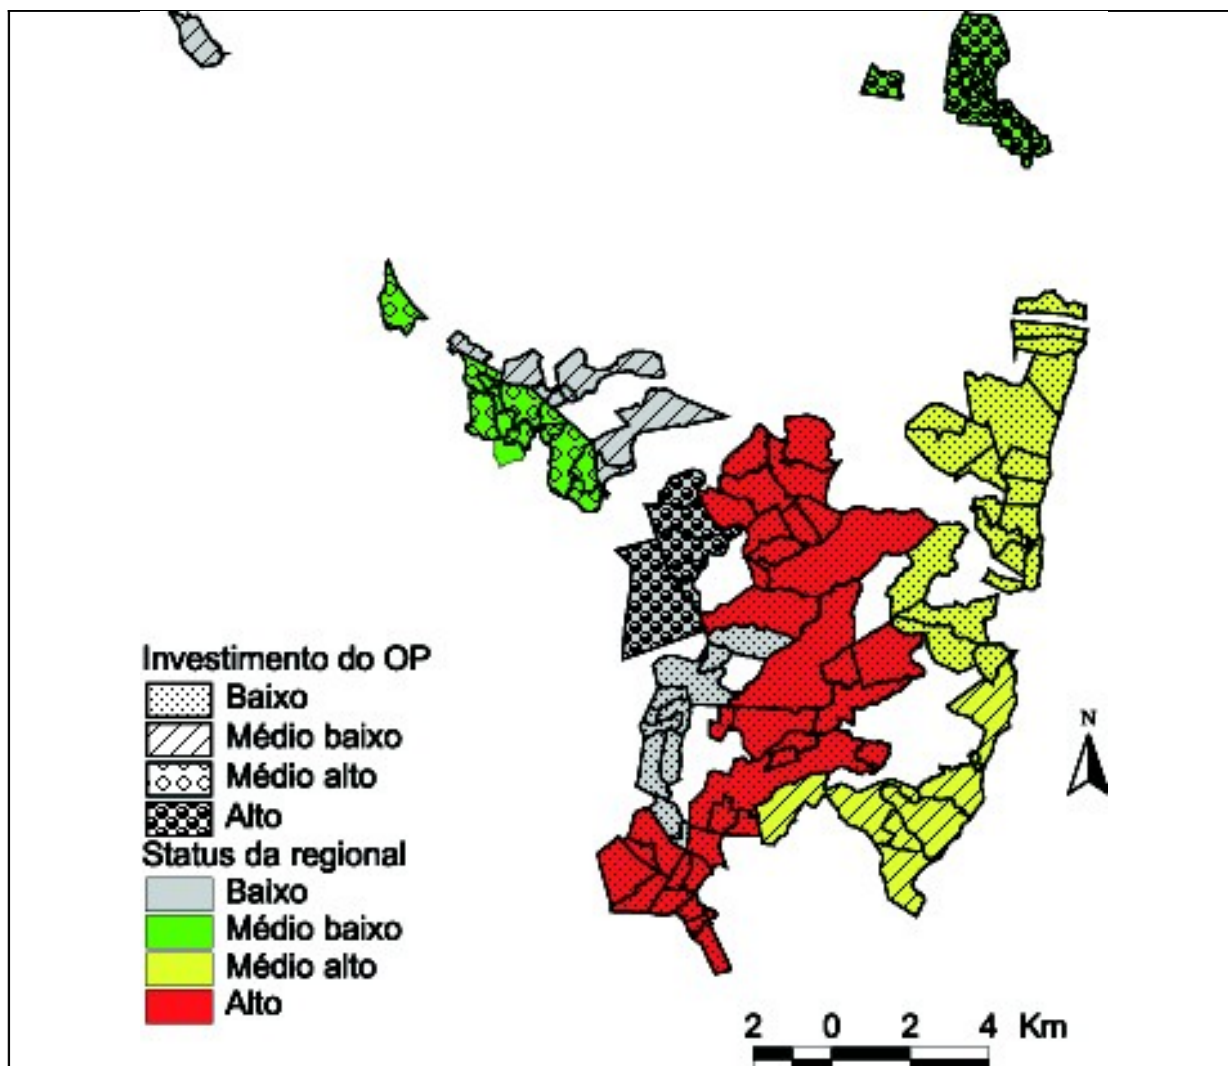 Investimento do OP
Baixo
Médio baixo
Médio alto
Alto
Status da regional
Baixo
Médio baixo
Médio alto
Alto
N
2 0 2 4 Km